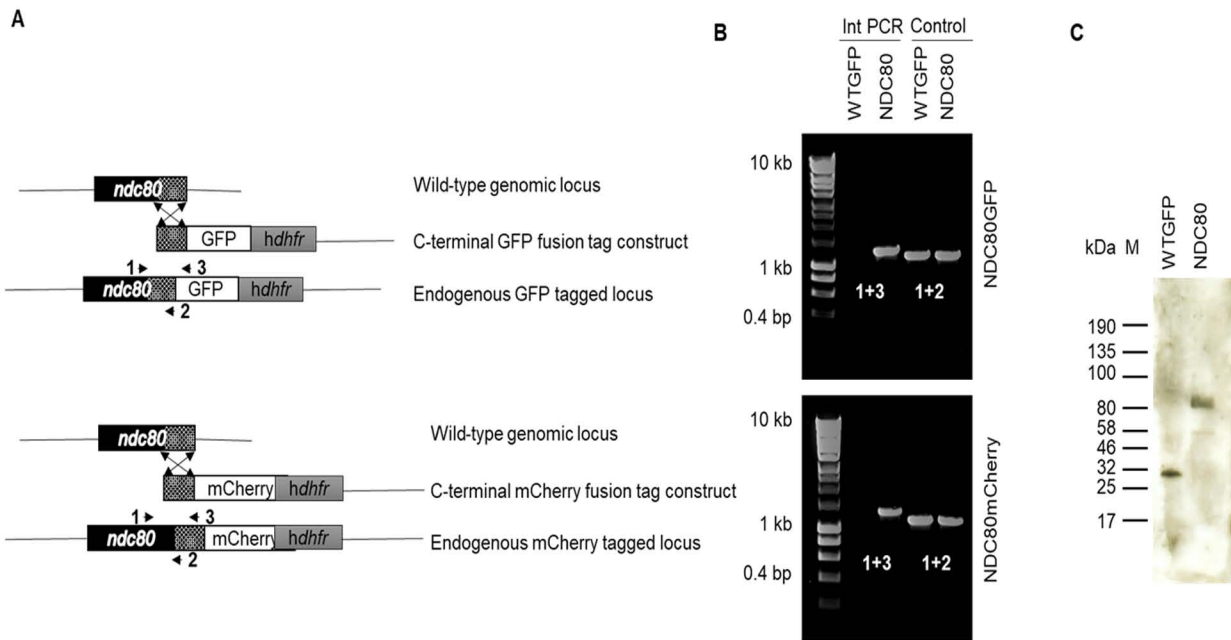 A
ndc80
Wild-type genomic locus
GFP
hdhfr
C-terminal GFP fusion tag construct
1
3
ndc80
GFP
hdhfr
Endogenous GFP tagged locus
2
ndc80
Wild-type genomic locus
mCherry
hdhfr
C-terminal mCherry fusion tag construct
1
3
ndc80
mCherry
hdhfr
Endogenous mCherry tagged locus
2
B
Int PCR
Control
WTGFP
NDC80
WTGFP
NDC80
10 kb
1 kb
0.4 bp
1+3
1+2
NDC80GFP
10 kb
1 kb
0.4 bp
1+3
1+2
NDC80mCherry
C
kDa M
WTGFP
NDC80
190
135
100
80
58
46
32
25
17